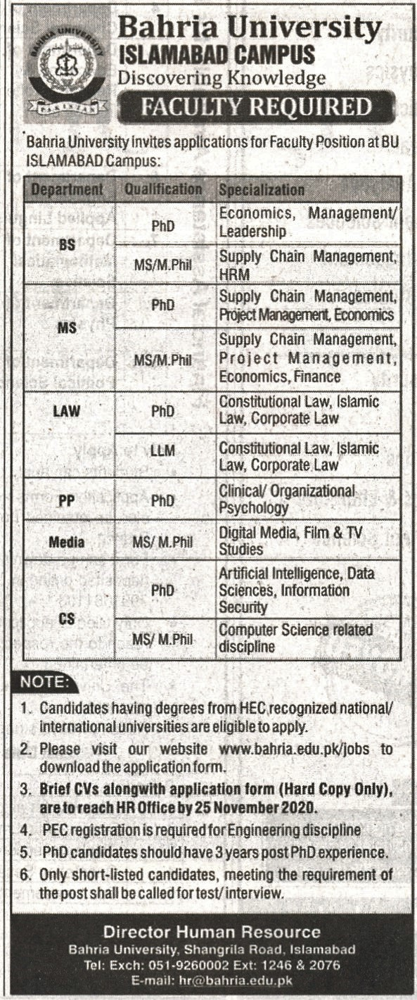 BAHRIA UNIVERSITY
PAKISTAN
Bahria University
ISLAMABAD CAMPUS
Discovering Knowledge
FACULTY REQUIRED
Bahria University invites applications for Faculty Position at BU
ISLAMABAD Campus:
Department Qualification Specialization
BS
PhD
Economics, Management/
Leadership
MS/M.Phil
Supply Chain Management,
HRM
MS
PhD
Supply Chain Management,
Project Management, Economics
MS/M.Phil
Supply Chain Management,
Project Management,
Economics, Finance
LAW
PhD
Constitutional Law, Islamic
Law, Corporate Law
LLM
Constitutional Law, Islamic
Law, Corporate Law
PP
PhD
Clinical/ Organizational
Psychology
Media
MS/ M.Phil
Digital Media, Film & TV
Studies
CS
PhD
Artificial Intelligence, Data
Sciences, Information
Security
MS/ M.Phil
Computer Science related
discipline
NOTE:
1. Candidates having degrees from HEC recognized national/
international universities are eligible to apply.
2. Please visit our website www.bahria.edu.pk/jobs to
download the application form.
3. Brief CVs alongwith application form (Hard Copy Only),
are to reach HR Office by 25 November 2020.
4. PEC registration is required for Engineering discipline
5. PhD candidates should have 3 years post PhD experience.
6. Only short-listed candidates, meeting the requirement of
the post shall be called for test/ interview.
Director Human Resource
Bahria University, Shangrila Road, Islamabad
Tel: Exch: 051-9260002 Ext: 1246 & 2076
E-mail: hr@bahria.edu.pk